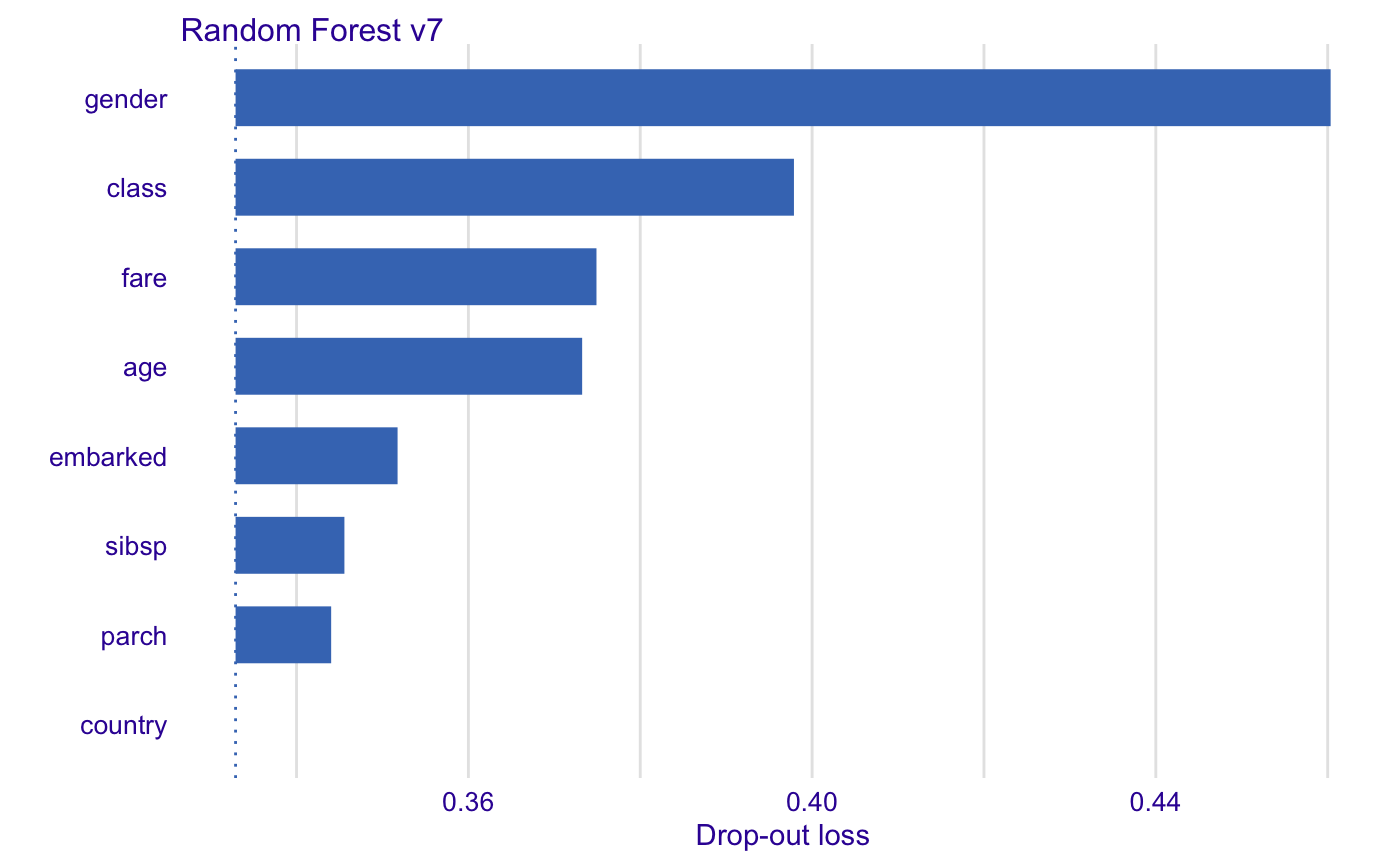 Random Forest v7
gender
class
fare
age
embarked
sibsp
parch
country
0.36 0.40 0.44
Drop-out loss